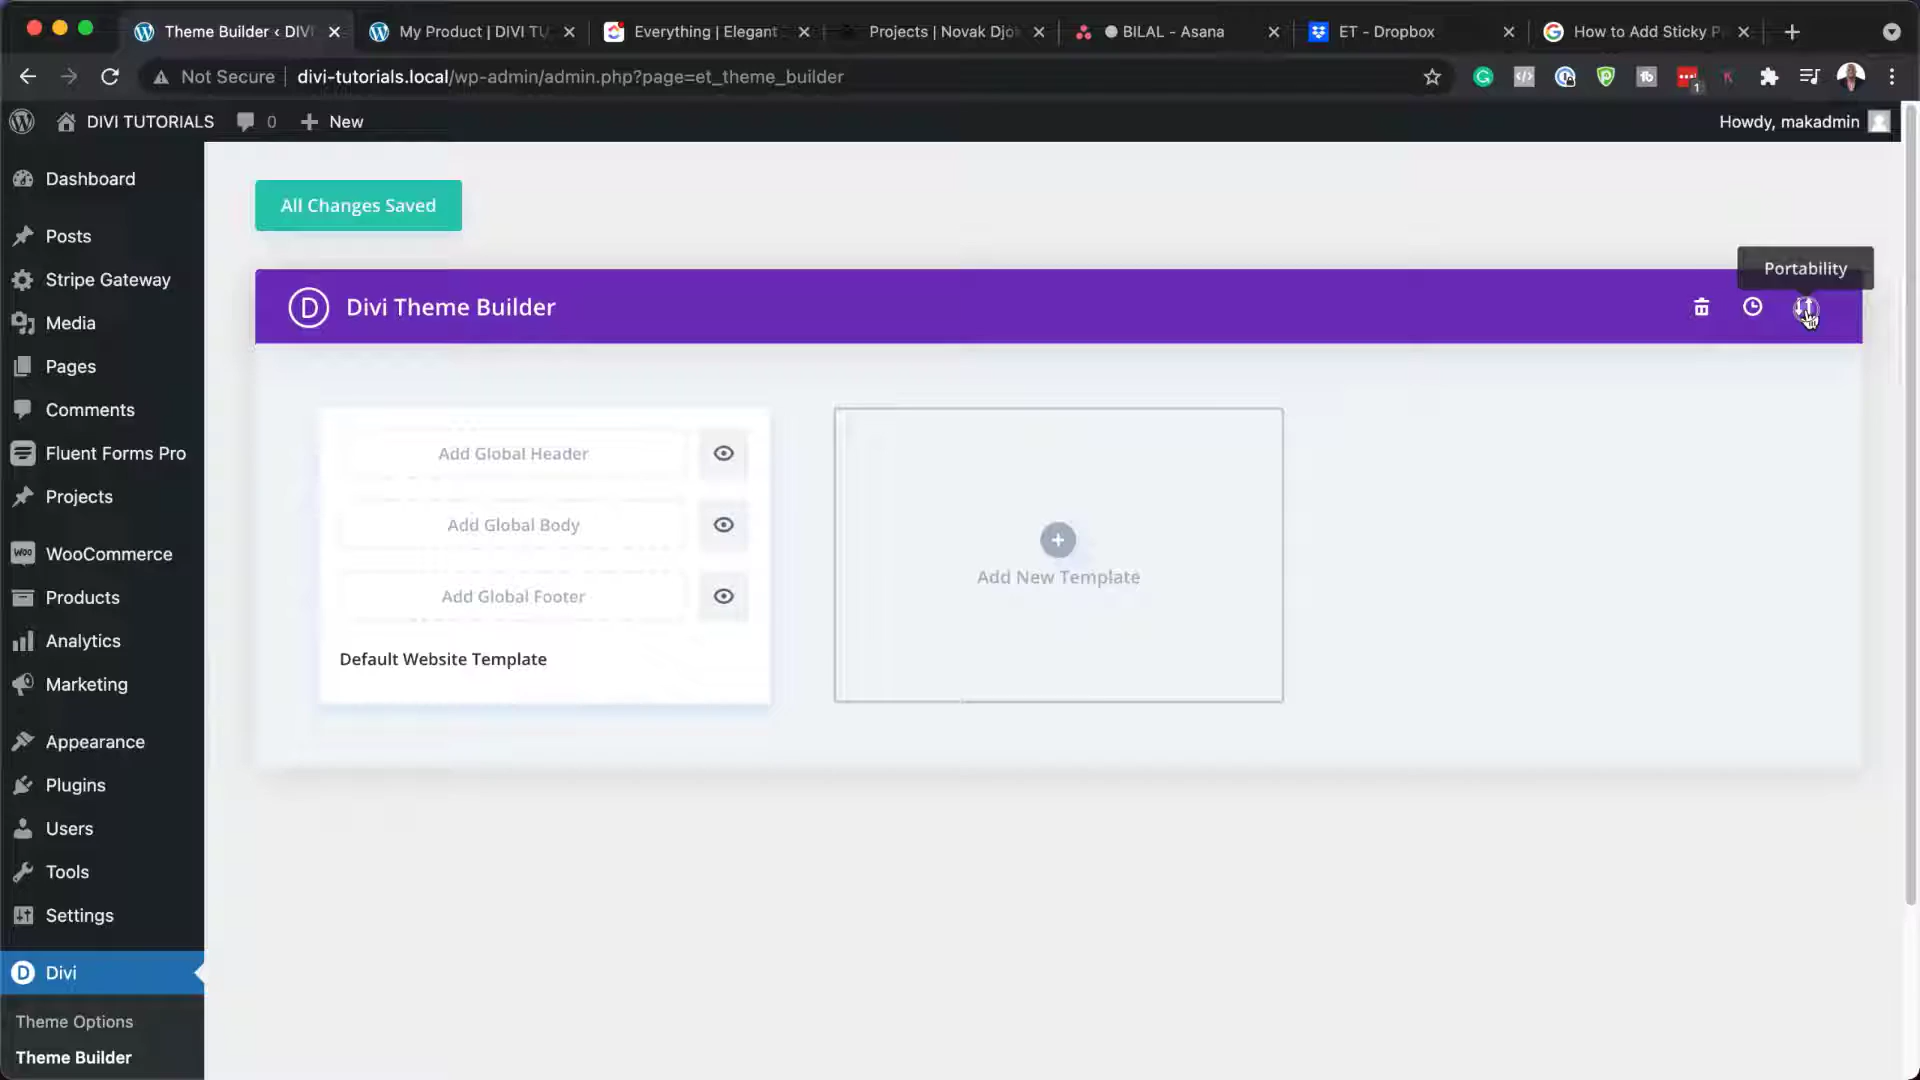 Theme Builder ‹ DIVI
My Product | DIVI TU
Everything | Elegant
Projects | Novak Djo
BILAL - Asana
ET - Dropbox
How to Add Sticky P
Not Secure
divi-tutorials.local/wp-admin/admin.php?page=et_theme_builder
1
DIVI TUTORIALS
0
New
Howdy, makadmin
Dashboard
Posts
Stripe Gateway
Media
Pages
Comments
Fluent Forms Pro
Projects
WooCommerce
Products
Analytics
Marketing
Appearance
Plugins
Users
Tools
Settings
Divi
Theme Options
Theme Builder
All Changes Saved
Portability
Divi Theme Builder
Add Global Header
Add Global Body
Add Global Footer
Default Website Template
Add New Template